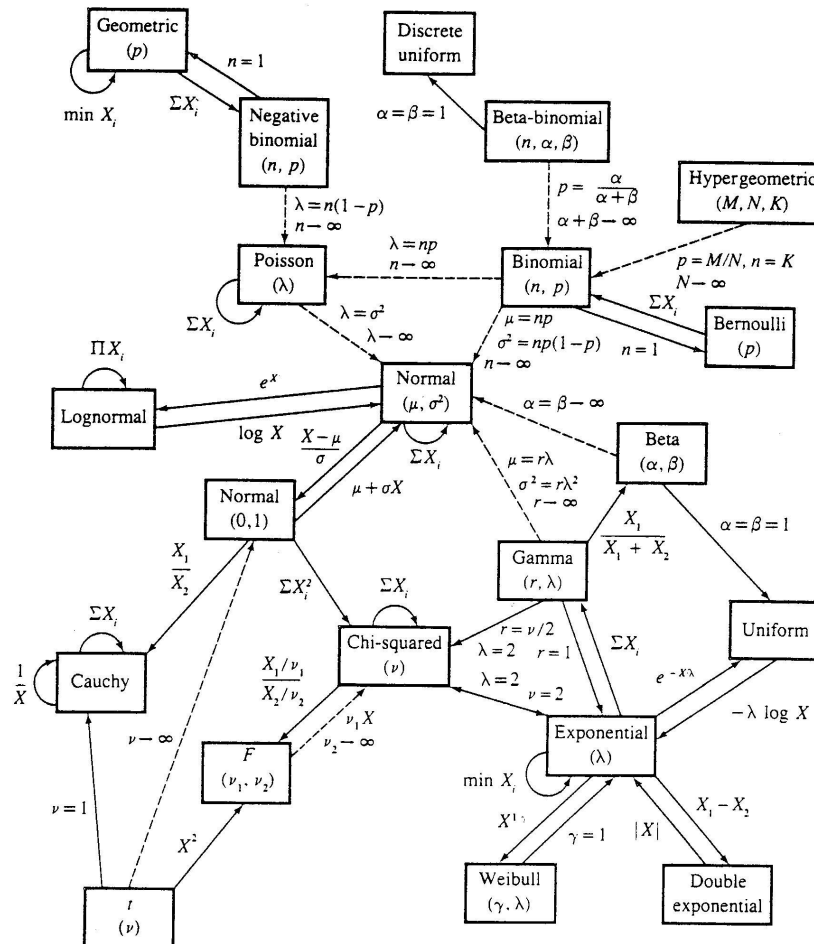 Geometric
(p)
n = 1
min X_i
ΣX_i
Negative
binomial
(n, p)
Discrete
uniform
α = β = 1
Beta-binomial
(n, α, β)
Hypergeometric
(M, N, K)
λ = n(1 - p)
n → ∞
p = α / (α + β)
α + β → ∞
Poisson
(λ)
λ = np
n → ∞
Binomial
(n, p)
p = M/N, n = K
N → ∞
ΣX_i
ΣX_i
Bernoulli
(p)
n = 1
λ = σ²
λ → ∞
μ = np
σ² = np(1 - p)
n → ∞
ΠX_i
Lognormal
e^X
log X
Normal
(μ, σ²)
ΣX_i
α = β → ∞
Beta
(α, β)
(X - μ) / σ
μ + σX
μ = rλ
σ² = rλ²
r → ∞
Normal
(0,1)
X_1 / (X_1 + X_2)
α = β = 1
Gamma
(r, λ)
X_1 / X_2
ΣX_i²
ΣX_i
ΣX_i
Chi-squared
(ν)
r = ν/2
λ = 2
r = 1
ΣX_i
Uniform
1 / X
Cauchy
(X_1/ν_1) / (X_2/ν_2)
λ = 2
ν = 2
e^{-Xλ}
-λ log X
ν → ∞
ν_1 X
ν_2 → ∞
F
(ν_1, ν_2)
Exponential
(λ)
min X_i
ν = 1
X²
γ = 1
|X|
X_1 - X_2
t
(ν)
Weibull
(γ, λ)
Double
exponential